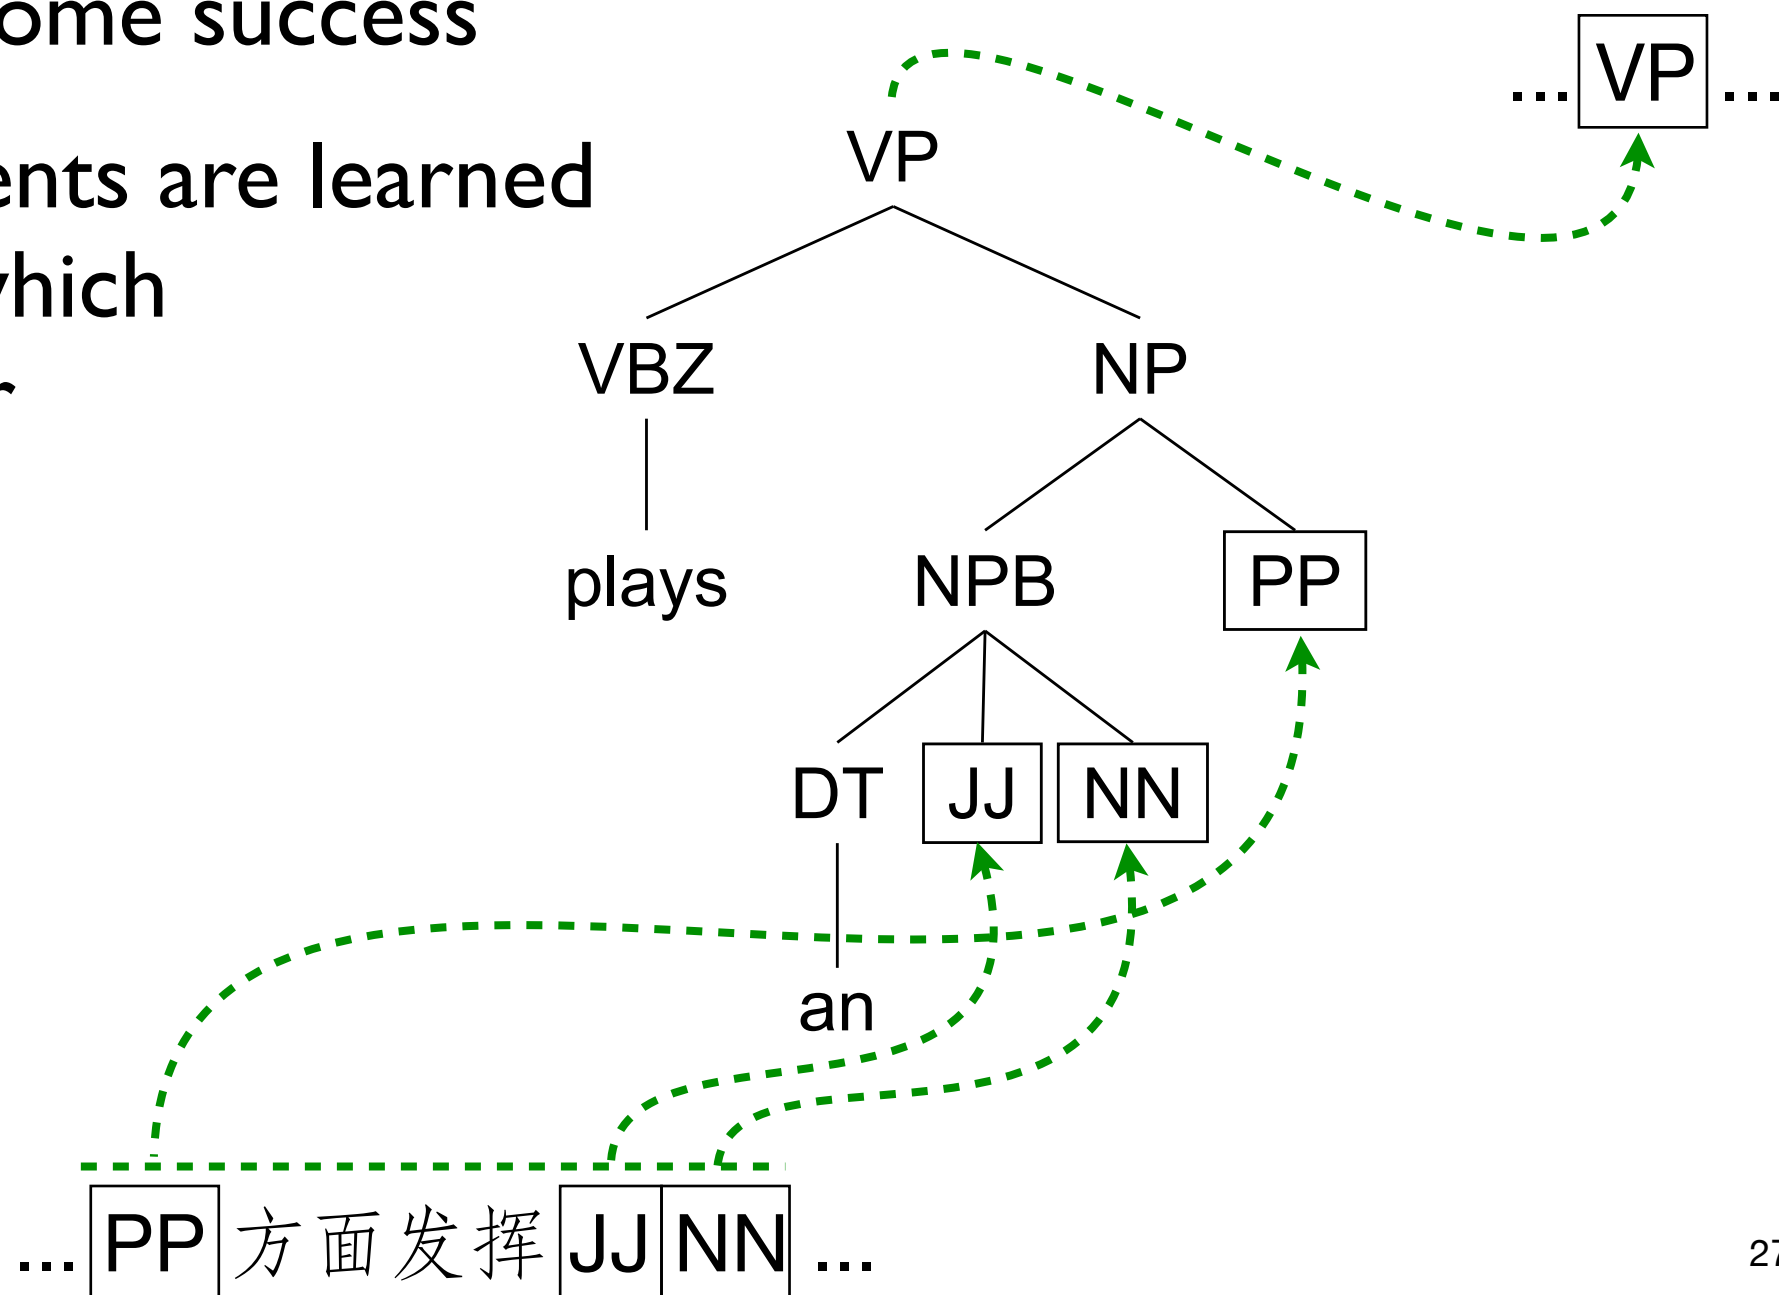 ome success
... VP ...
VP
ents are learned
which
VBZ NP
r
plays NPB PP
DT JJ NN
an
... PP 方面发挥 JJ NN ...
27